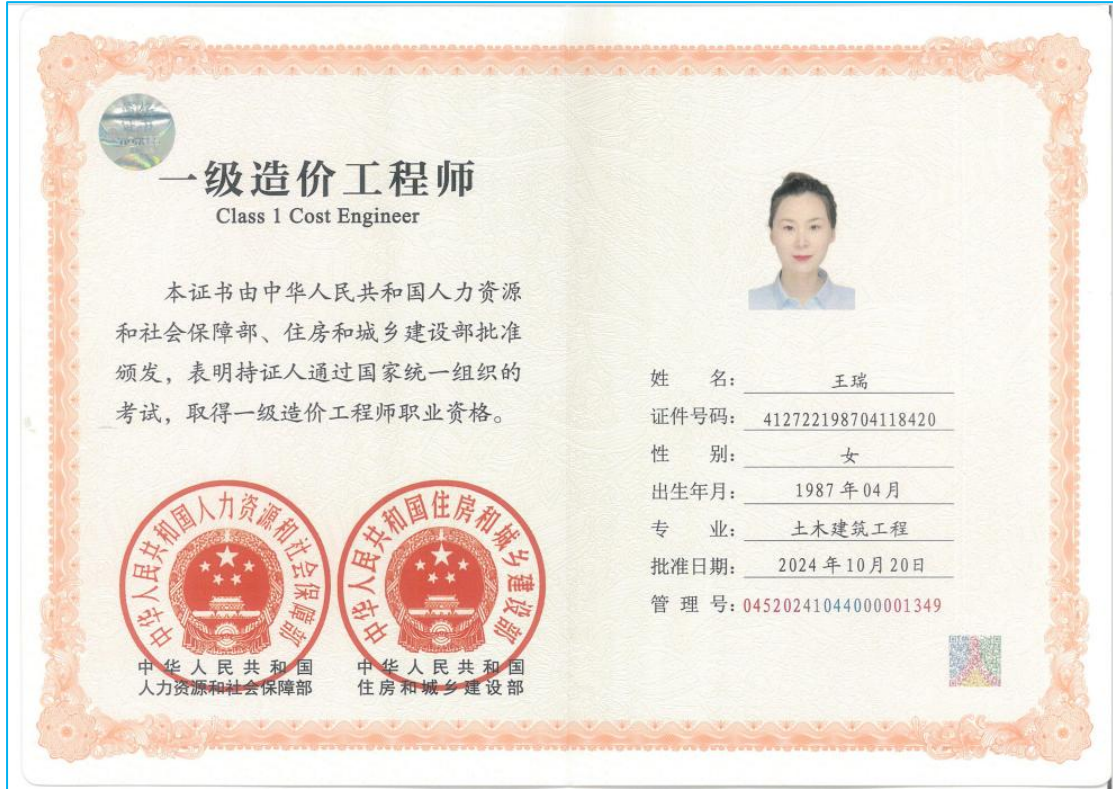 一级造价工程师
Class 1 Cost Engineer
本证书由中华人民共和国人力资源
和社会保障部、住房和城乡建设部批准
颁发，表明持证人通过国家统一组织的
考试，取得一级造价工程师职业资格。
中华人民共和国人力资源和社会保障部
中华人民共和国住房和城乡建设部
中华人民共和国
人力资源和社会保障部
中华人民共和国
住房和城乡建设部
姓 名： 王瑞
证件号码： 412722198704118420
性 别： 女
出生年月： 1987年04月
专 业： 土木建筑工程
批准日期： 2024年10月20日
管 理 号：04520241044000001349